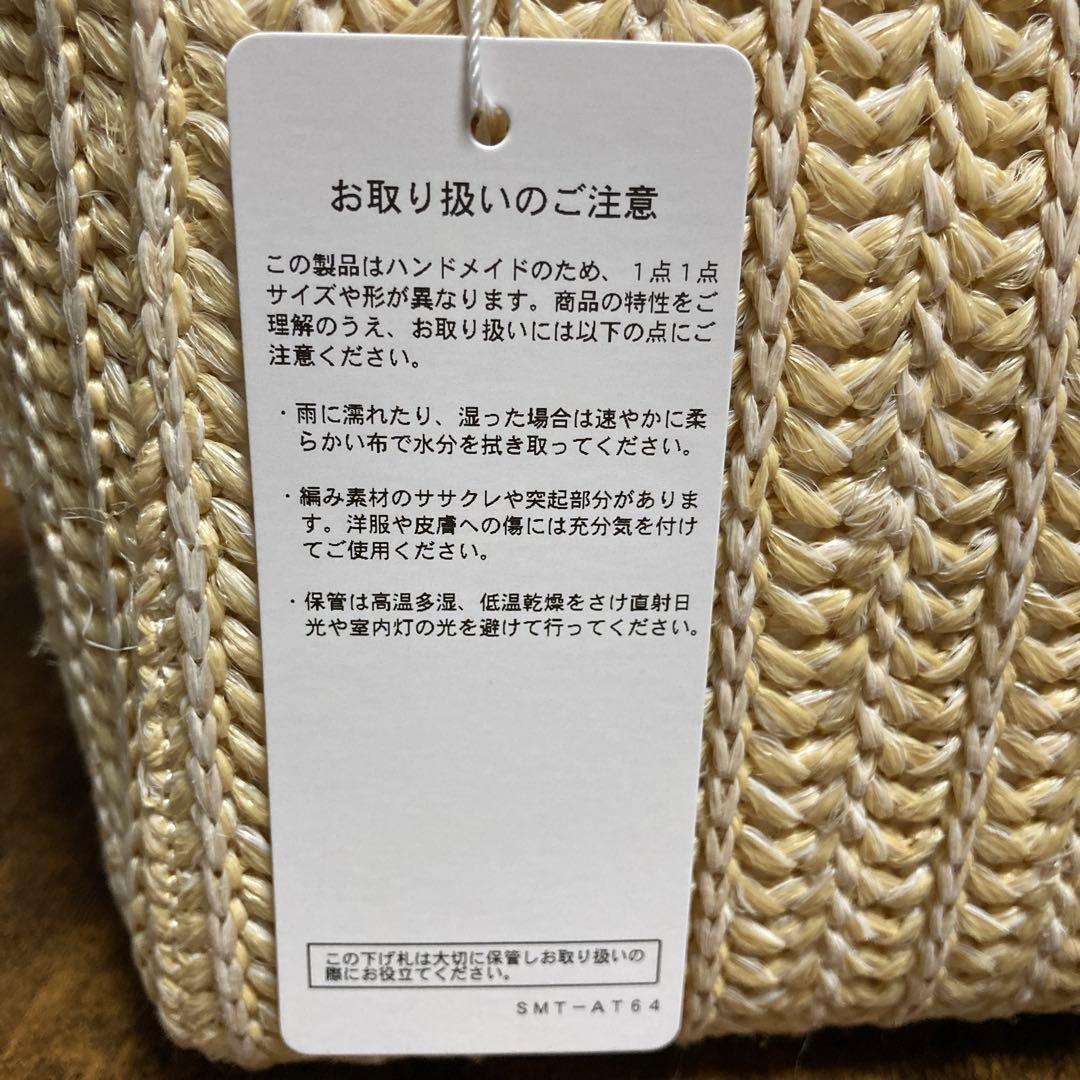 お取り扱いのご注意
この製品はハンドメイドのため、１点１点
サイズや形が異なります。商品の特性をご
理解のうえ、お取り扱いには以下の点にご
注意ください。
・雨に濡れたり、湿った場合は速やかに柔
らかい布で水分を拭き取ってください。
・編み素材のササクレや突起部分がありま
す。洋服や皮膚への傷には充分気を付け
てご使用ください。
・保管は高温多湿、低温乾燥をさけ直射日
光や室内灯の光を避けて行ってください。
この下げ札は大切に保管しお取り扱いの
際にお役立てください。
ＳＭＴ－ＡＴ６４